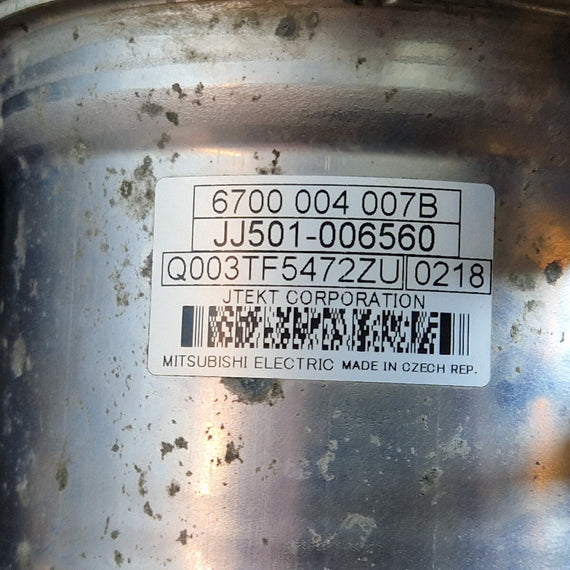 6700 004 007B
JJ501-006560
Q003TF5472ZU 0218
JTEKT CORPORATION
MITSUBISHI ELECTRIC MADE IN CZECH REP.